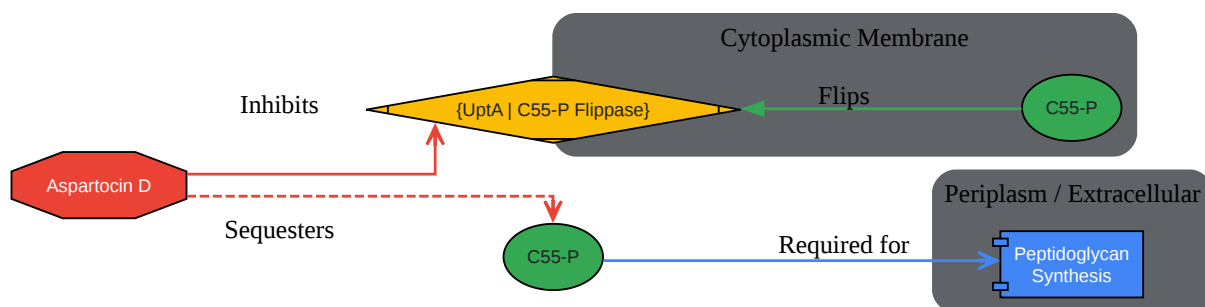 Cytoplasmic Membrane
Inhibits
{UptA | C55-P Flippase}
Flips
C55-P
Aspartocin D
Periplasm / Extracellular
Sequesters
C55-P
Required for
Peptidoglycan
Synthesis